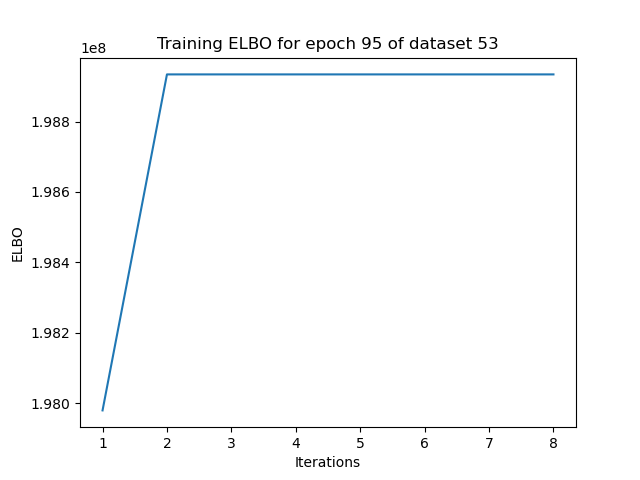 Training ELBO for epoch 95 of dataset 53
1e8
1.988
1.986
1.984
1.982
1.980
ELBO
1 2 3 4 5 6 7 8
Iterations